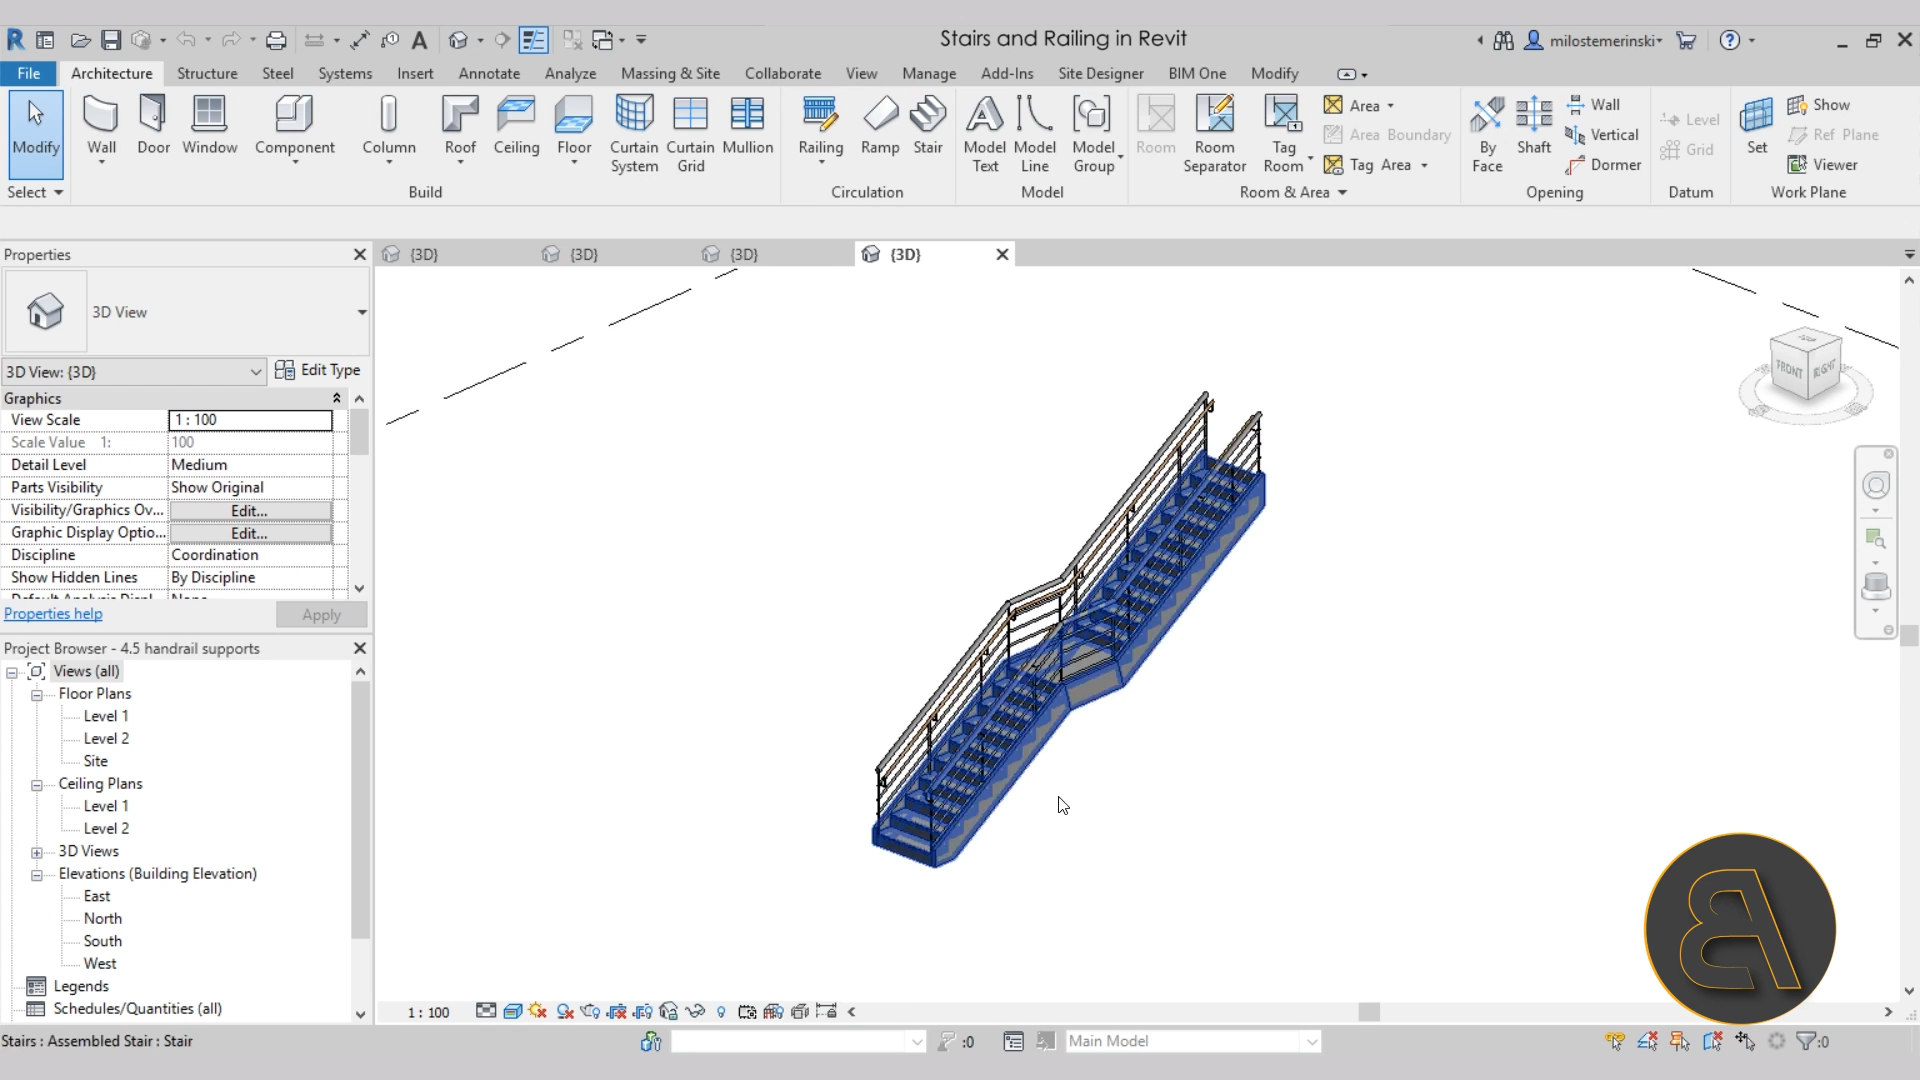 Stairs and Railing in Revit
milostemerinski
File Architecture Structure Steel Systems Insert Annotate Analyze Massing & Site Collaborate View Manage Add-Ins Site Designer BIM One Modify
Modify Wall Door Window Component Column Roof Ceiling Floor Curtain System Curtain Grid Mullion Railing Ramp Stair Model Text Model Line Model Group Room Room Separator Tag Room
Area
Area Boundary
Tag Area
By Face Shaft
Wall
Vertical
Dormer
Level
Grid
Set
Show
Ref Plane
Viewer
Select Build Circulation Model Room & Area Opening Datum Work Plane
Properties
{3D} {3D} {3D} {3D}
3D View
3D View: {3D} Edit Type
Graphics
View Scale 1 : 100
Scale Value 1: 100
Detail Level Medium
Parts Visibility Show Original
Visibility/Graphics Ov... Edit...
Graphic Display Optio... Edit...
Discipline Coordination
Show Hidden Lines By Discipline
Properties help Apply
TOP
FRONT RIGHT
Project Browser - 4.5 handrail supports
Views (all)
Floor Plans
Level 1
Level 2
Site
Ceiling Plans
Level 1
Level 2
3D Views
Elevations (Building Elevation)
East
North
South
West
Legends
Schedules/Quantities (all)
1 : 100
Stairs : Assembled Stair : Stair
:0
Main Model
:0